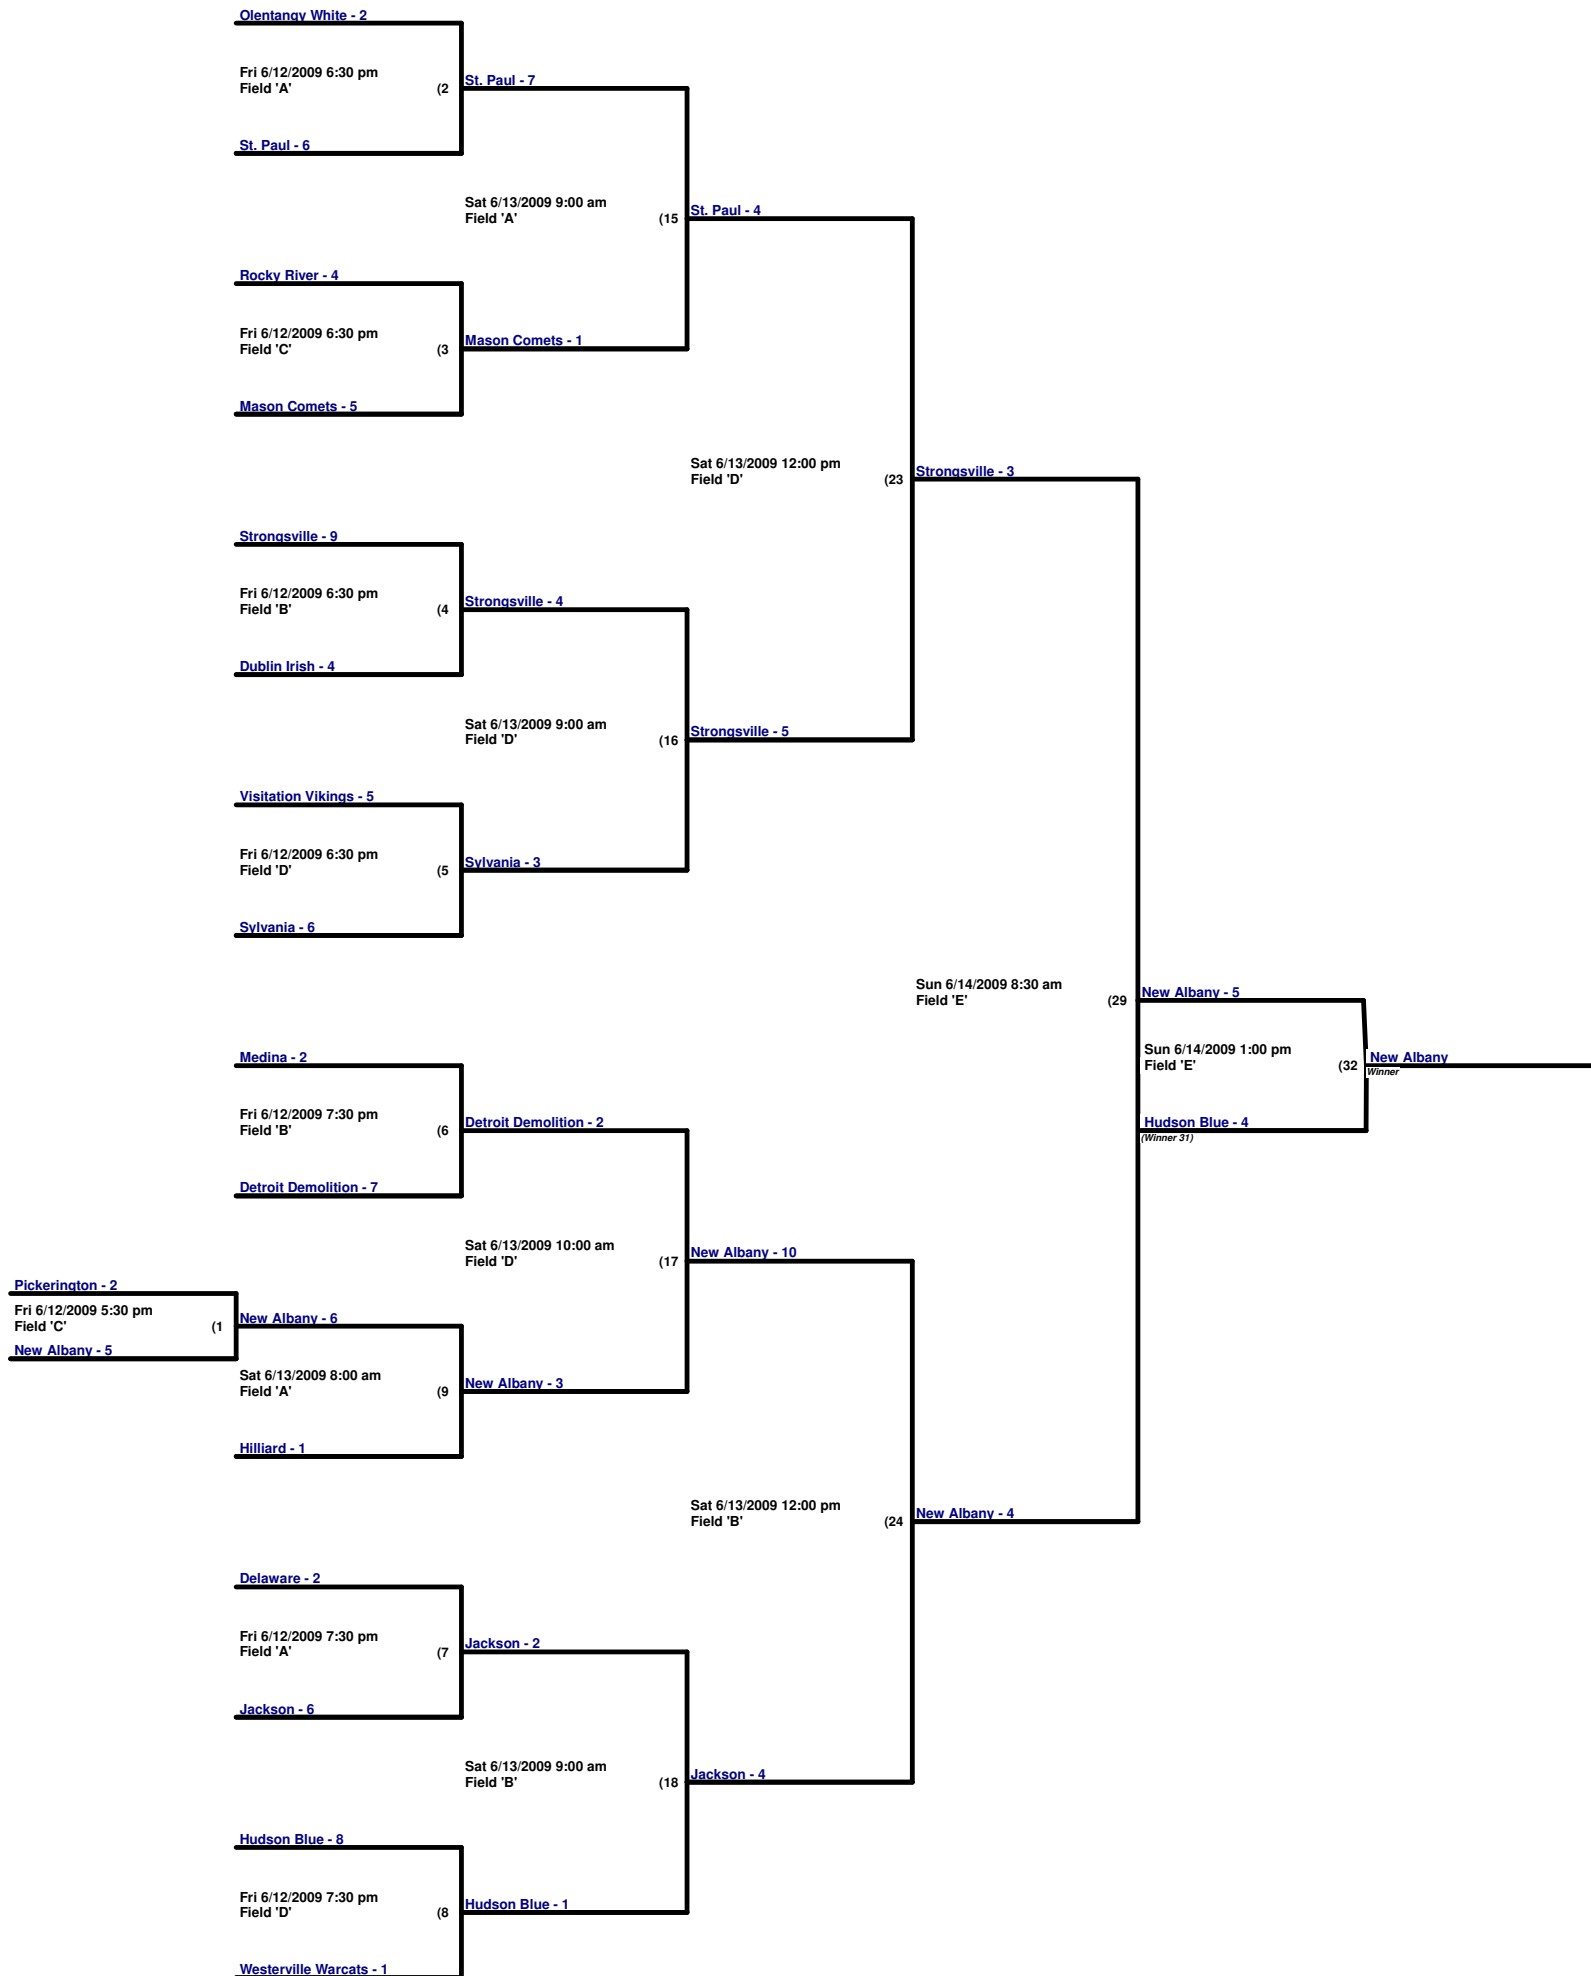 Olentangy White - 2
Fri 6/12/2009 6:30 pm
Field 'A'
(2
St. Paul - 7
St. Paul - 6
Sat 6/13/2009 9:00 am
Field 'A'
(15
St. Paul - 4
Rocky River - 4
Fri 6/12/2009 6:30 pm
Field 'C'
(3
Mason Comets - 1
Mason Comets - 5
Sat 6/13/2009 12:00 pm
Field 'D'
(23
Strongsville - 3
Strongsville - 9
Fri 6/12/2009 6:30 pm
Field 'B'
(4
Strongsville - 4
Dublin Irish - 4
Sat 6/13/2009 9:00 am
Field 'D'
(16
Strongsville - 5
Visitation Vikings - 5
Fri 6/12/2009 6:30 pm
Field 'D'
(5
Sylvania - 3
Sylvania - 6
Sun 6/14/2009 8:30 am
Field 'E'
(29
New Albany - 5
Sun 6/14/2009 1:00 pm
Field 'E'
(32
New Albany
Winner
Medina - 2
Fri 6/12/2009 7:30 pm
Field 'B'
(6
Detroit Demolition - 2
Hudson Blue - 4
(Winner 31)
Detroit Demolition - 7
Sat 6/13/2009 10:00 am
Field 'D'
(17
New Albany - 10
Pickerington - 2
Fri 6/12/2009 5:30 pm
Field 'C'
(1
New Albany - 6
New Albany - 5
Sat 6/13/2009 8:00 am
Field 'A'
(9
New Albany - 3
Hilliard - 1
Sat 6/13/2009 12:00 pm
Field 'B'
(24
New Albany - 4
Delaware - 2
Fri 6/12/2009 7:30 pm
Field 'A'
(7
Jackson - 2
Jackson - 6
Sat 6/13/2009 9:00 am
Field 'B'
(18
Jackson - 4
Hudson Blue - 8
Fri 6/12/2009 7:30 pm
Field 'D'
(8
Hudson Blue - 1
Westerville Warcats - 1